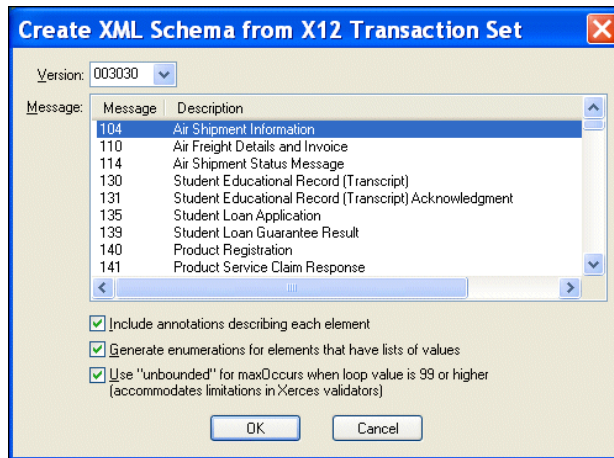 Create XML Schema from X12 Transaction Set
Version: 003030
Message: Message Description
104 Air Shipment Information
110 Air Freight Details and Invoice
114 Air Shipment Status Message
130 Student Educational Record (Transcript)
131 Student Educational Record (Transcript) Acknowledgment
135 Student Loan Application
139 Student Loan Guarantee Result
140 Product Registration
141 Product Service Claim Response
Include annotations describing each element
Generate enumerations for elements that have lists of values
Use "unbounded" for maxOccurs when loop value is 99 or higher
(accommodates limitations in Xerces validators)
OK Cancel